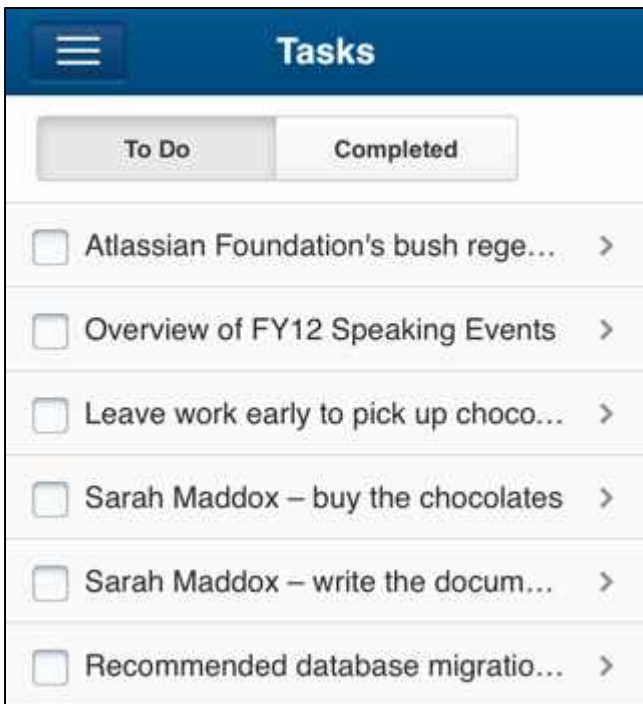 Tasks
To Do
Completed
Atlassian Foundation's bush rege...
Overview of FY12 Speaking Events
Leave work early to pick up choco...
Sarah Maddox – buy the chocolates
Sarah Maddox – write the docum...
Recommended database migratio...